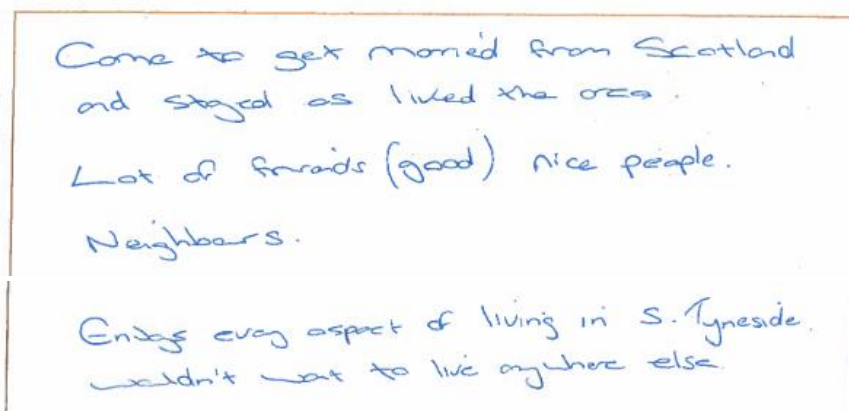 Come to get married from Scotland
and stayed as liked the area.
Lot of friends (good) nice people.
Neighbours.
Enjoys every aspect of living in S. Tyneside.
wouldn't want to live anywhere else.